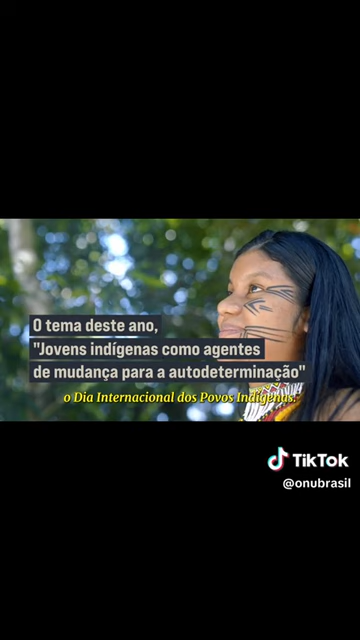 O tema deste ano,
"Jovens indígenas como agentes
de mudança para a autodeterminação"
o Dia Internacional dos Povos Indígenas.
TikTok
@onubrasil